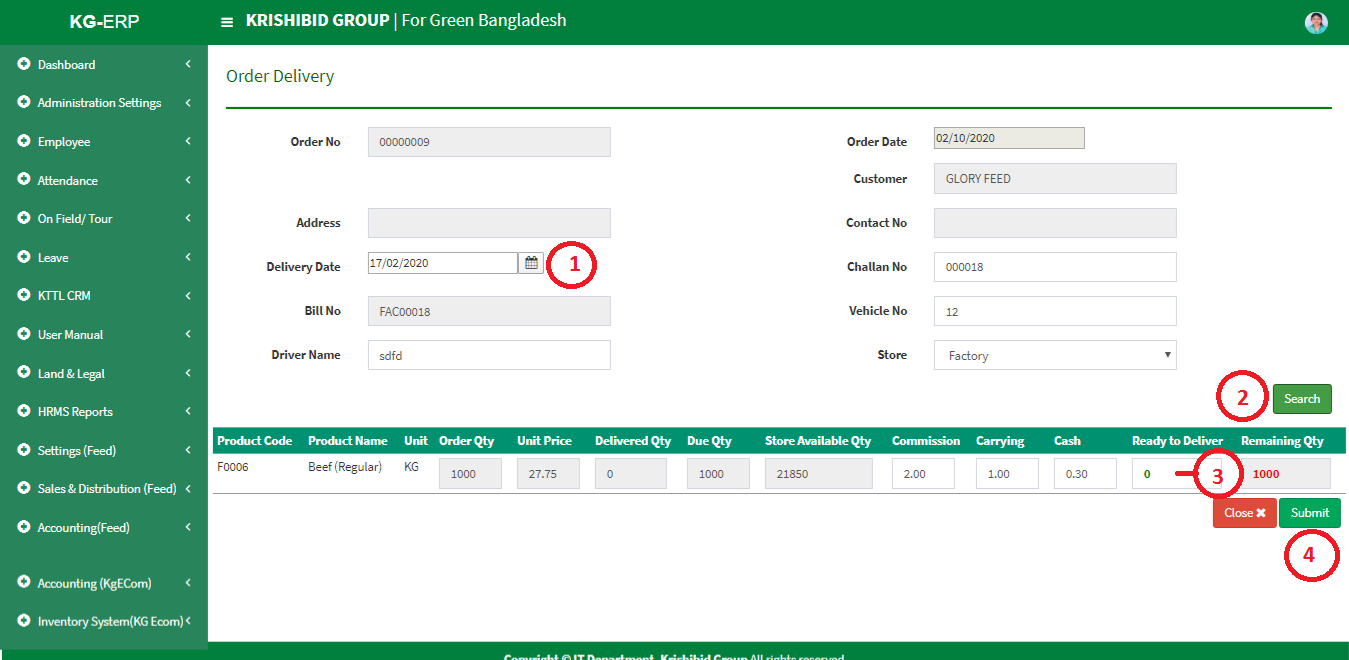 KG-ERP
KRISHIBID GROUP | For Green Bangladesh
Dashboard
Administration Settings
Employee
Attendance
On Field/ Tour
Leave
KTTL CRM
User Manual
Land & Legal
HRMS Reports
Settings (Feed)
Sales & Distribution (Feed)
Accounting(Feed)
Accounting (KgECom)
Inventory System(KG Ecom)
Order Delivery
Order No 00000009 Order Date 02/10/2020
Customer GLORY FEED
Address Contact No
Delivery Date 17/02/2020 1 Challan No 000018
Bill No FAC00018 Vehicle No 12
Driver Name sdfd Store Factory
2 Search
Product Code Product Name Unit Order Qty Unit Price Delivered Qty Due Qty Store Available Qty Commission Carrying Cash Ready to Deliver Remaining Qty
F0006 Beef (Regular) KG 1000 27.75 0 1000 21850 2.00 1.00 0.30 0 3 1000
Close Submit
4
Copyright © IT Department, Krishibid Group All rights reserved